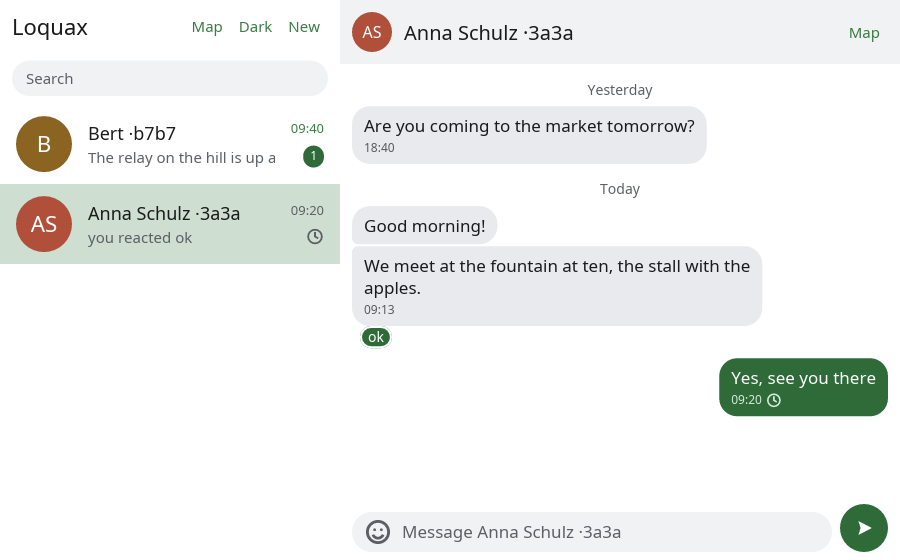 Loquax
Map Dark New
Search
B
Bert ·b7b7
09:40
The relay on the hill is up a
1
AS
Anna Schulz ·3a3a
09:20
you reacted ok
AS
Anna Schulz ·3a3a
Map
Yesterday
Are you coming to the market tomorrow?
18:40
Today
Good morning!
We meet at the fountain at ten, the stall with the
apples.
09:13
ok
Yes, see you there
09:20
Message Anna Schulz ·3a3a